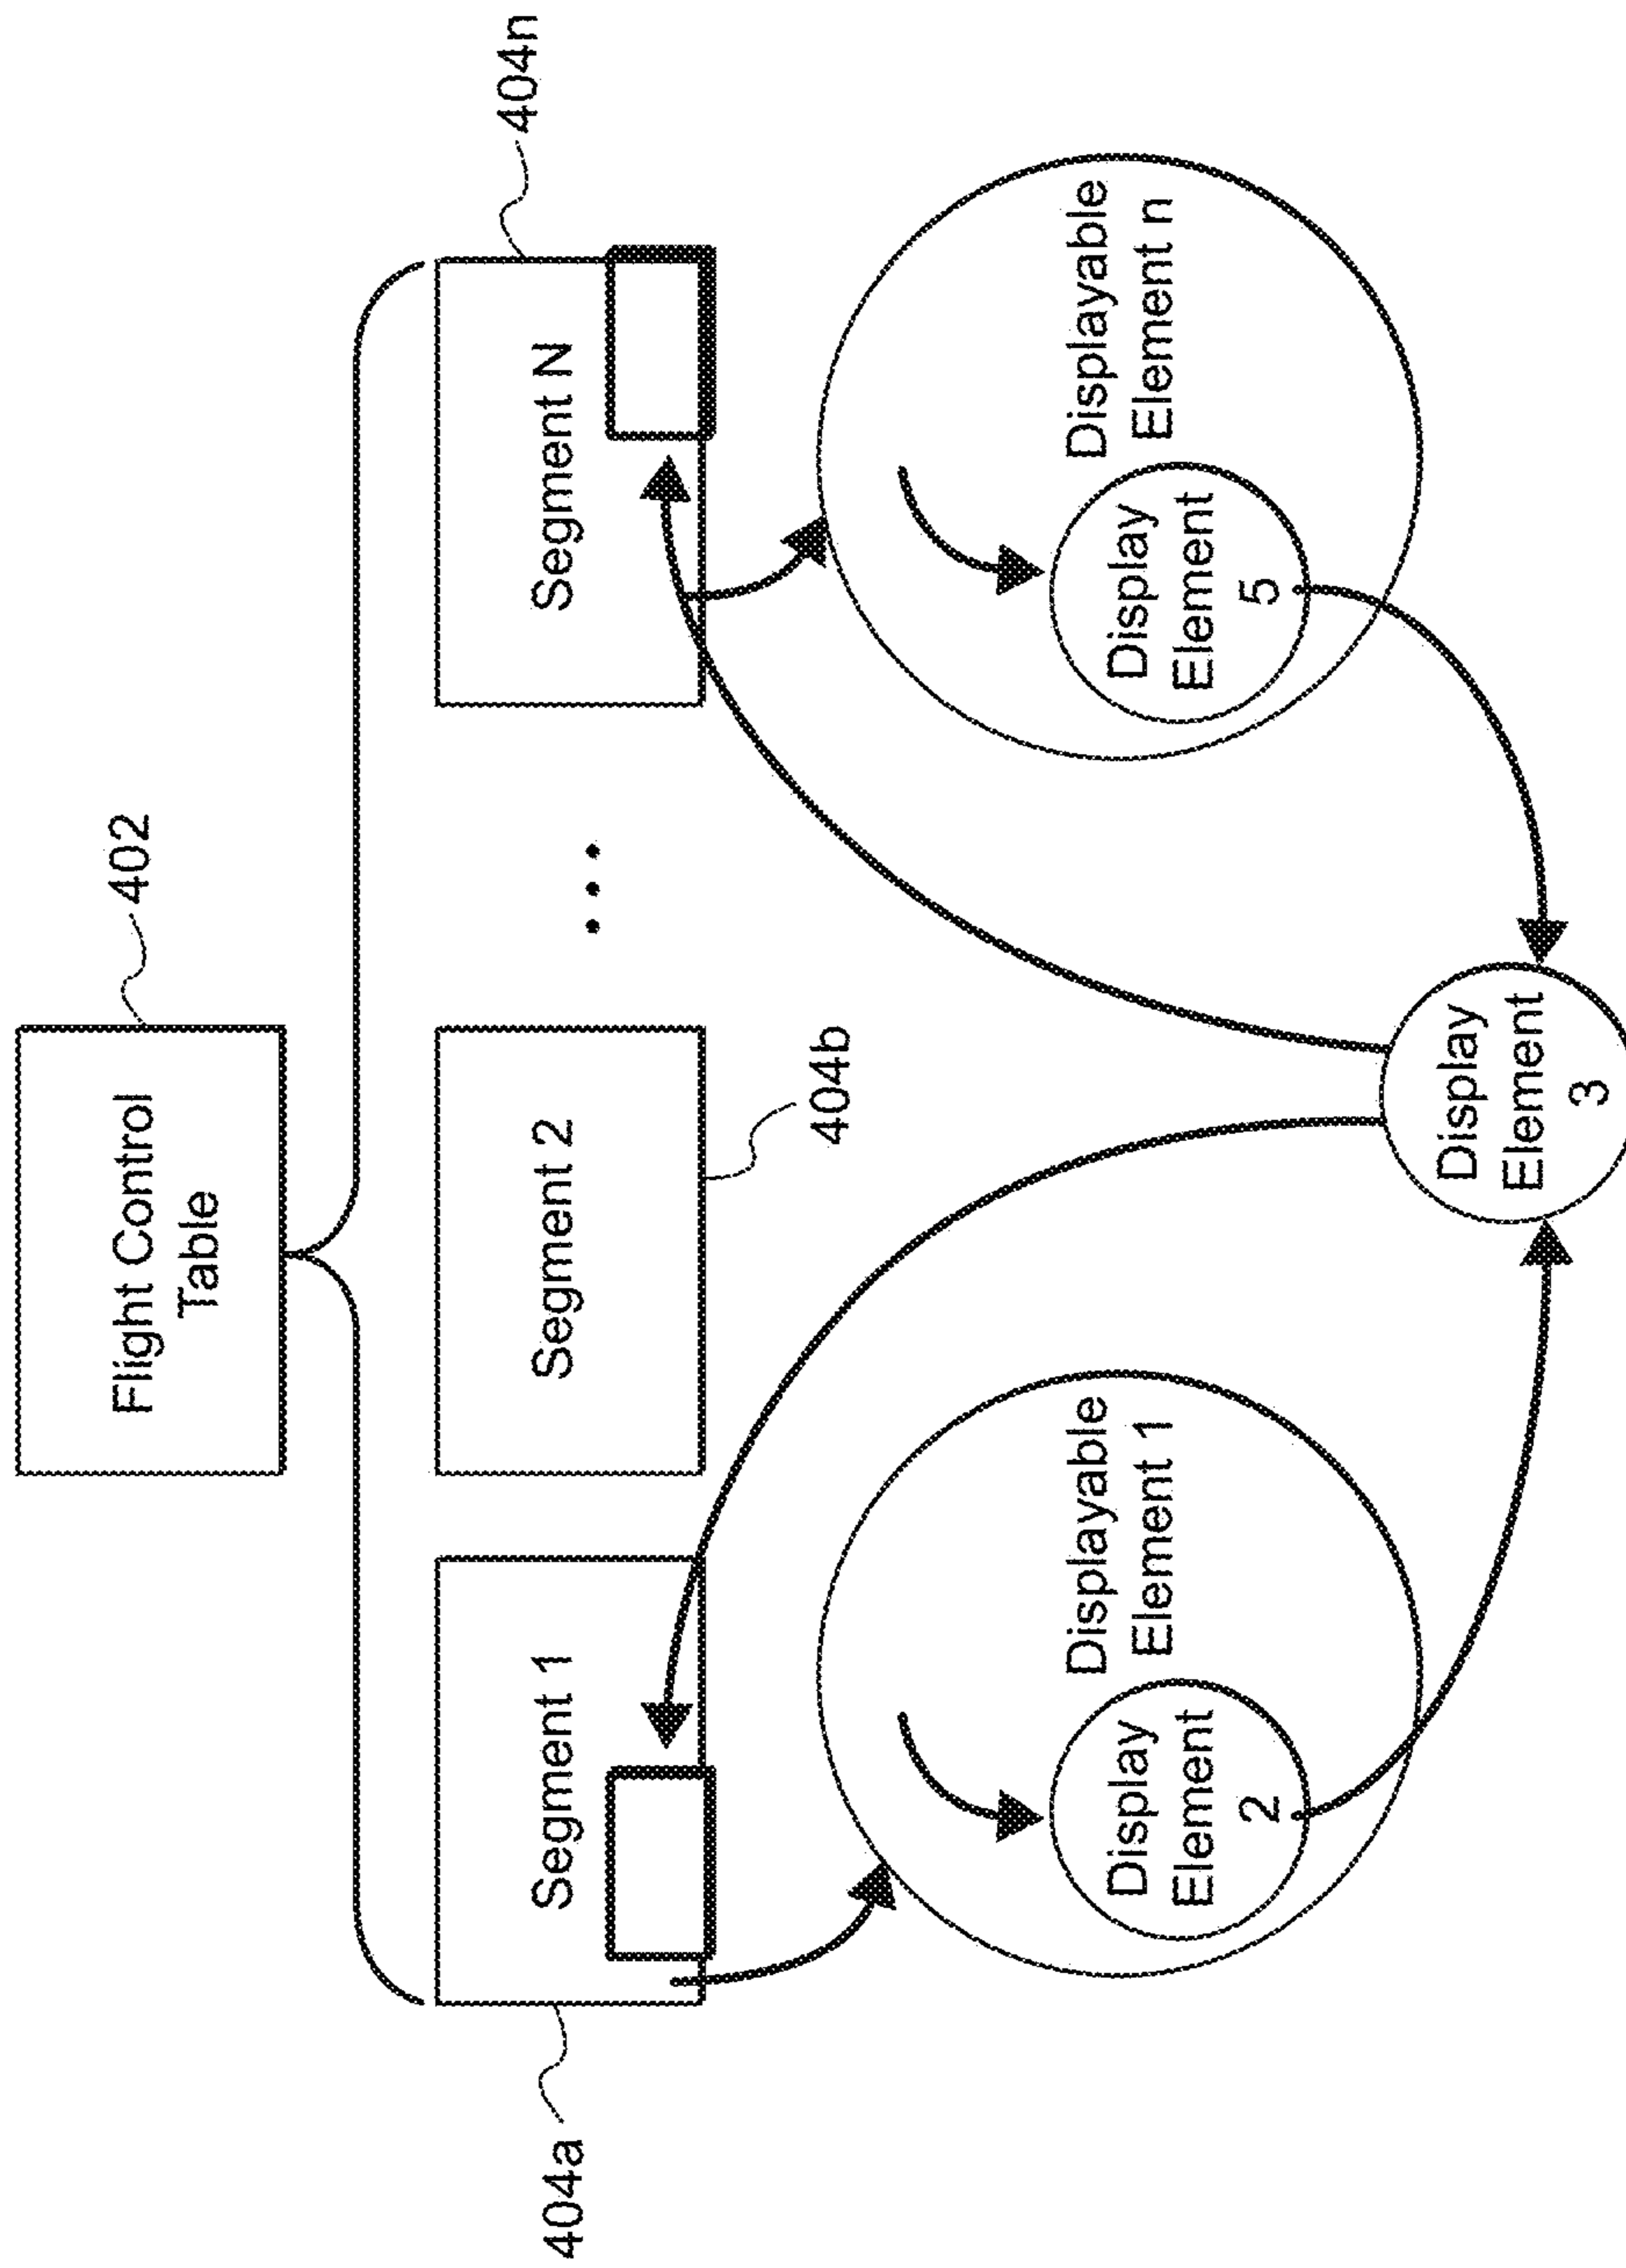 402
Flight Control
Table
404a
Segment 1
Segment 2
404b
...
Segment N
404n
Displayable
Element 1
Display
Element
2
Displayable
Element n
Display
Element
5
Display
Element
3